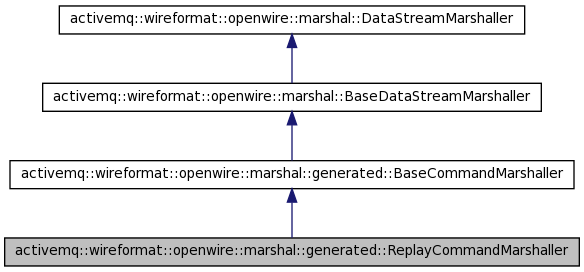 activemq::wireformat::openwire::marshal::DataStreamMarshaller
activemq::wireformat::openwire::marshal::BaseDataStreamMarshaller
activemq::wireformat::openwire::marshal::generated::BaseCommandMarshaller
activemq::wireformat::openwire::marshal::generated::ReplayCommandMarshaller